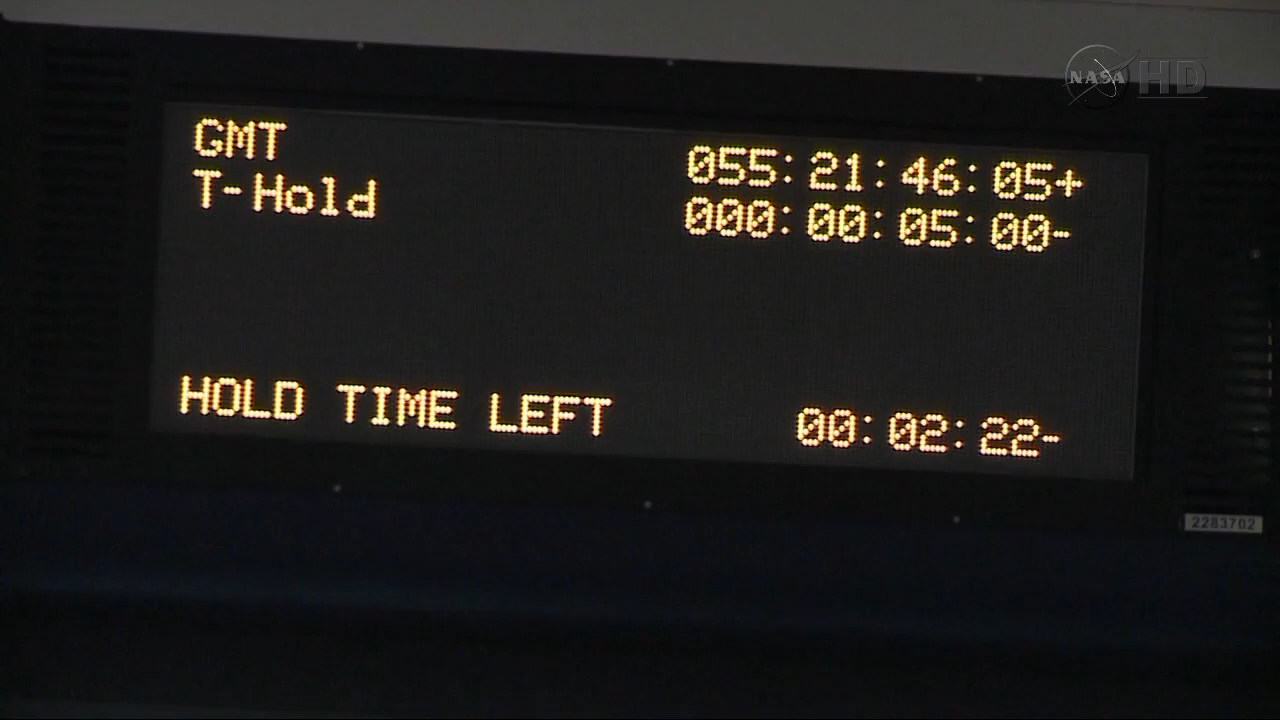 NASA HD
GMT 055:21:46:05+
T-Hold 000:00:05:00-
HOLD TIME LEFT 00:02:22-
2283702